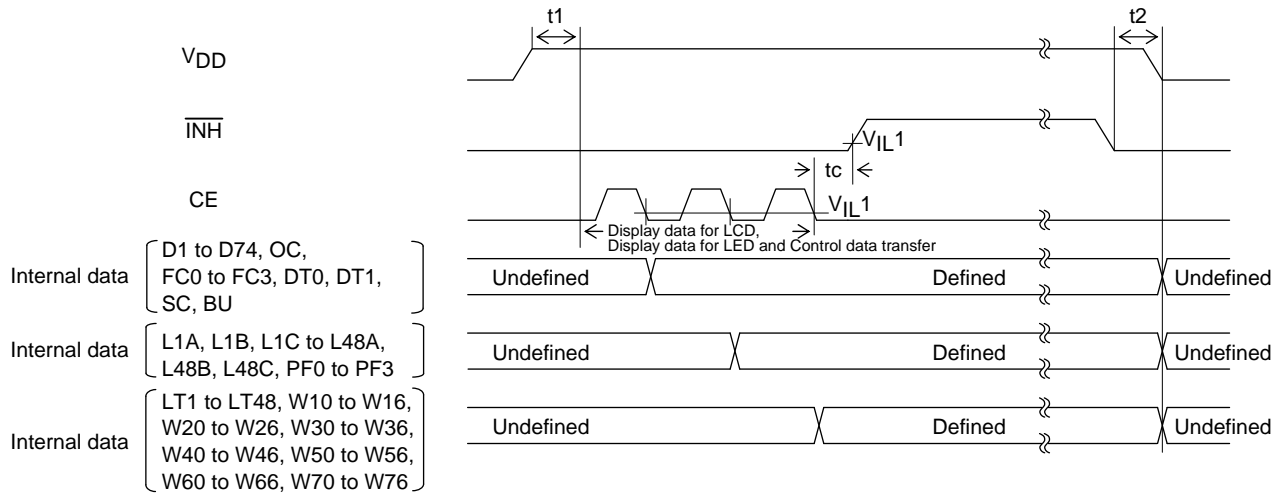 t1
t2
VDD
INH
VIL1
tc
CE
VIL1
Display data for LCD,
Display data for LED and Control data transfer
Internal data
D1 to D74, OC,
FC0 to FC3, DT0, DT1,
SC, BU
Undefined
Defined
Undefined
Internal data
L1A, L1B, L1C to L48A,
L48B, L48C, PF0 to PF3
Undefined
Defined
Undefined
Internal data
LT1 to LT48, W10 to W16,
W20 to W26, W30 to W36,
W40 to W46, W50 to W56,
W60 to W66, W70 to W76
Undefined
Defined
Undefined